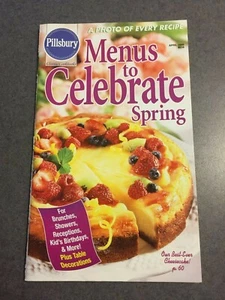 A PHOTO OF EVERY RECIPE
Pillsbury
Menus
to
Celebrate
Spring
For
Brunches,
Showers,
Receptions,
Kid's Birthdays,
& More!
Plus Table
Decorations
Our Best-Ever
Cheesecake!
p. 60